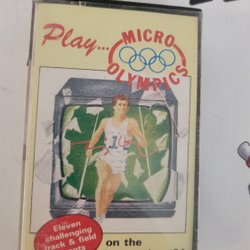 Play...
MICRO
OLYMPICS
Eleven
challenging
track & field
on the